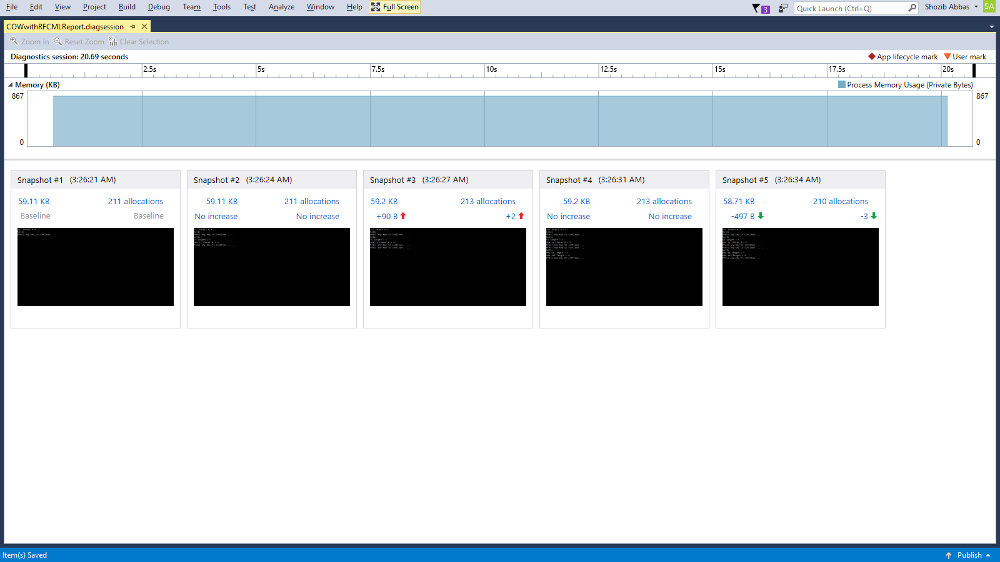 File Edit View Project Build Debug Team Tools Test Analyze Window Help Full Screen 3 Quick Launch (Ctrl+Q) Shozib Abbas SA
COWwithRFCMLReport.diagsession
Zoom In Reset Zoom Clear Selection
Diagnostics session: 20.69 seconds App lifecycle mark User mark
2.5s 5s 7.5s 10s 12.5s 15s 17.5s 20s
Memory (KB) Process Memory Usage (Private Bytes)
867 867
0 0
Snapshot #1 (3:26:21 AM) Snapshot #2 (3:26:24 AM) Snapshot #3 (3:26:27 AM) Snapshot #4 (3:26:31 AM) Snapshot #5 (3:26:34 AM)
59.11 KB 211 allocations 59.11 KB 211 allocations 59.2 KB 213 allocations 59.2 KB 213 allocations 58.71 KB 210 allocations
Baseline Baseline No increase No increase +90 B +2 No increase No increase -497 B -3
Item(s) Saved Publish